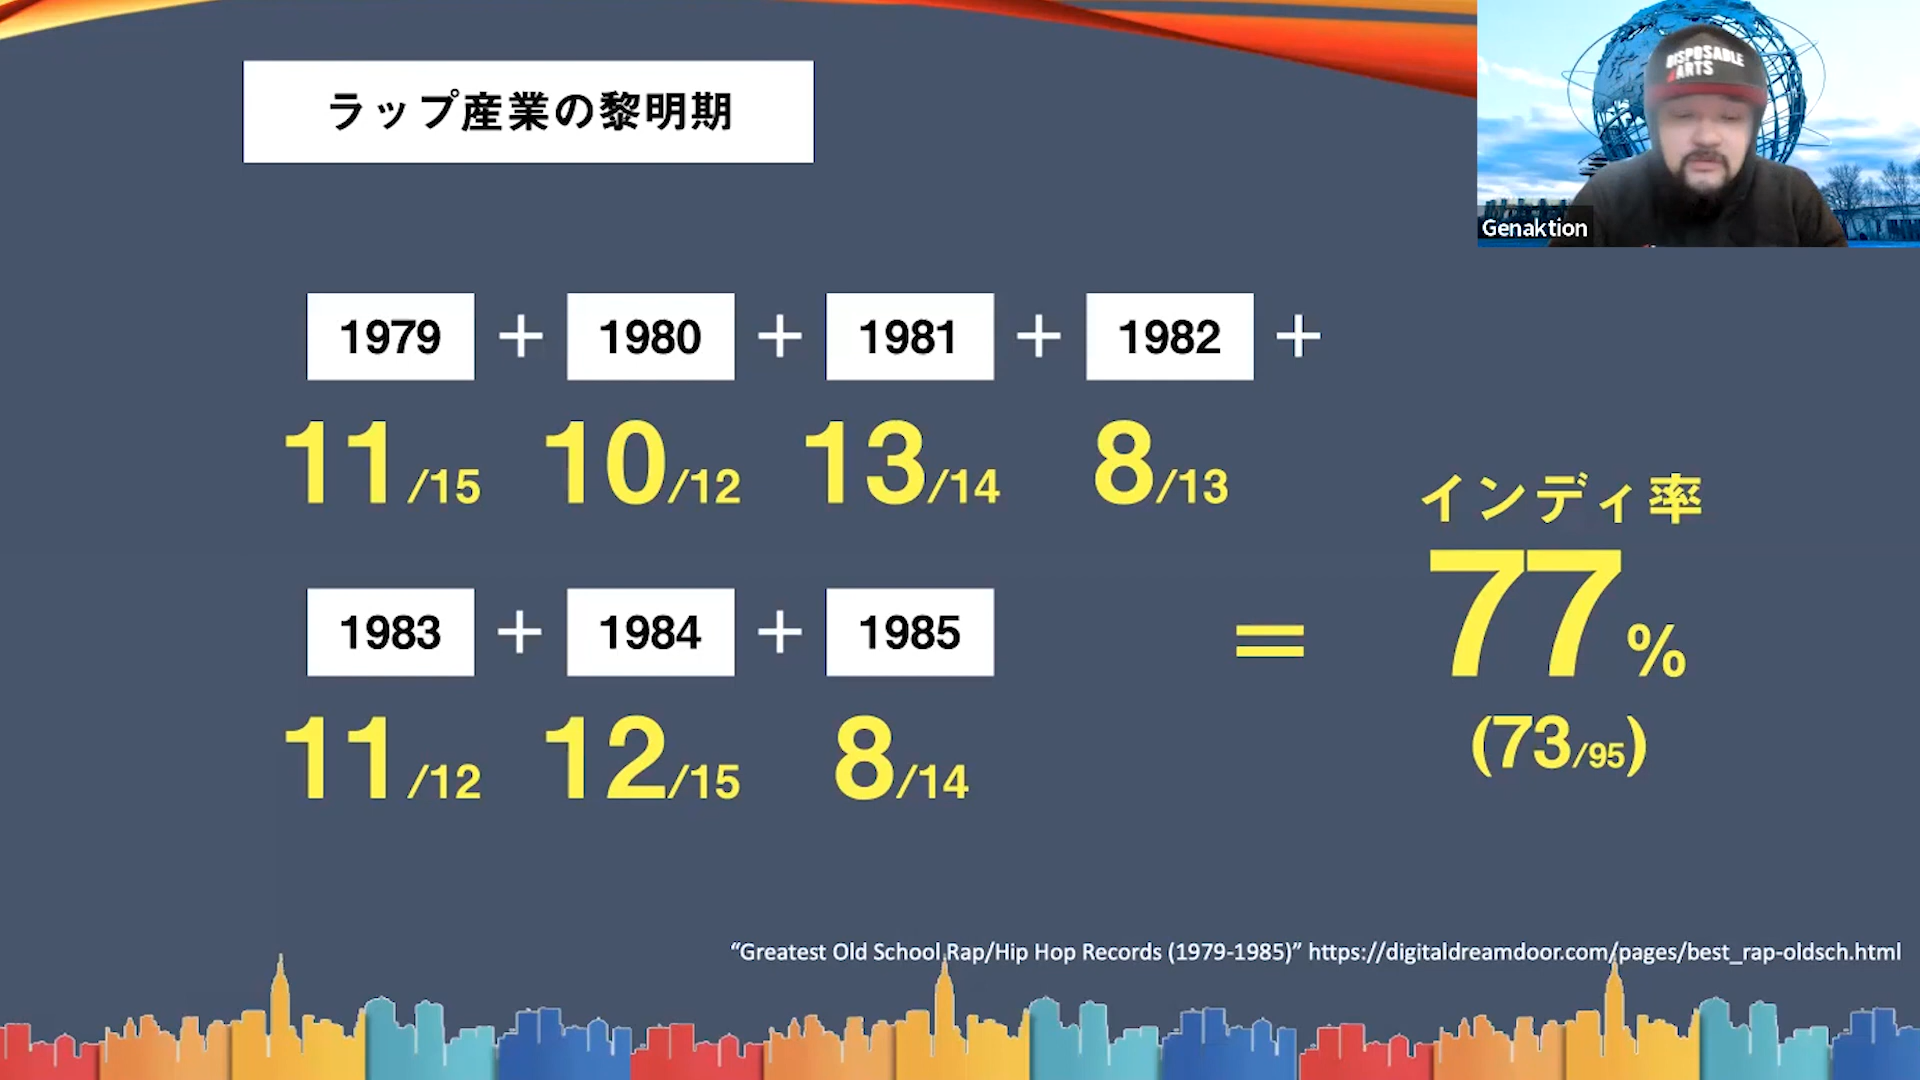 ラップ産業の黎明期
DISPOSABLE
ARTS
Genaktion
1979 + 1980 + 1981 + 1982 +
11/15 10/12 13/14 8/13
インディ率
1983 + 1984 + 1985 = 77%
11/12 12/15 8/14 (73/95)
“Greatest Old School Rap/Hip Hop Records (1979-1985)” https://digitaldreamdoor.com/pages/best_rap-oldsch.html